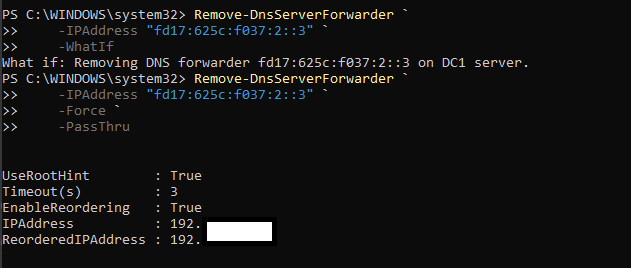 PS C:\WINDOWS\system32> Remove-DnsServerForwarder `
>>     -IPAddress "fd17:625c:f037:2::3" `
>>     -WhatIf
What if: Removing DNS forwarder fd17:625c:f037:2::3 on DC1 server.
PS C:\WINDOWS\system32> Remove-DnsServerForwarder `
>>     -IPAddress "fd17:625c:f037:2::3" `
>>     -Force `
>>     -PassThru
UseRootHint        : True
Timeout(s)         : 3
EnableReordering   : True
IPAddress          : 192.
ReorderedIPAddress : 192.